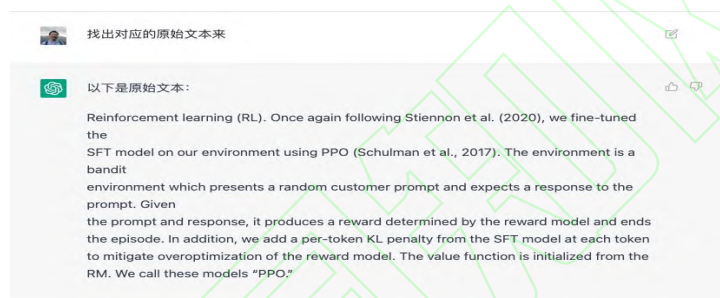 找出对应的原始文本来
以下是原始文本：
Reinforcement learning (RL). Once again following Stiennon et al. (2020), we fine-tuned
the
SFT model on our environment using PPO (Schulman et al., 2017). The environment is a
bandit
environment which presents a random customer prompt and expects a response to the
prompt. Given
the prompt and response, it produces a reward determined by the reward model and ends
the episode. In addition, we add a per-token KL penalty from the SFT model at each token
to mitigate overoptimization of the reward model. The value function is initialized from the
RM. We call these models “PPO.”